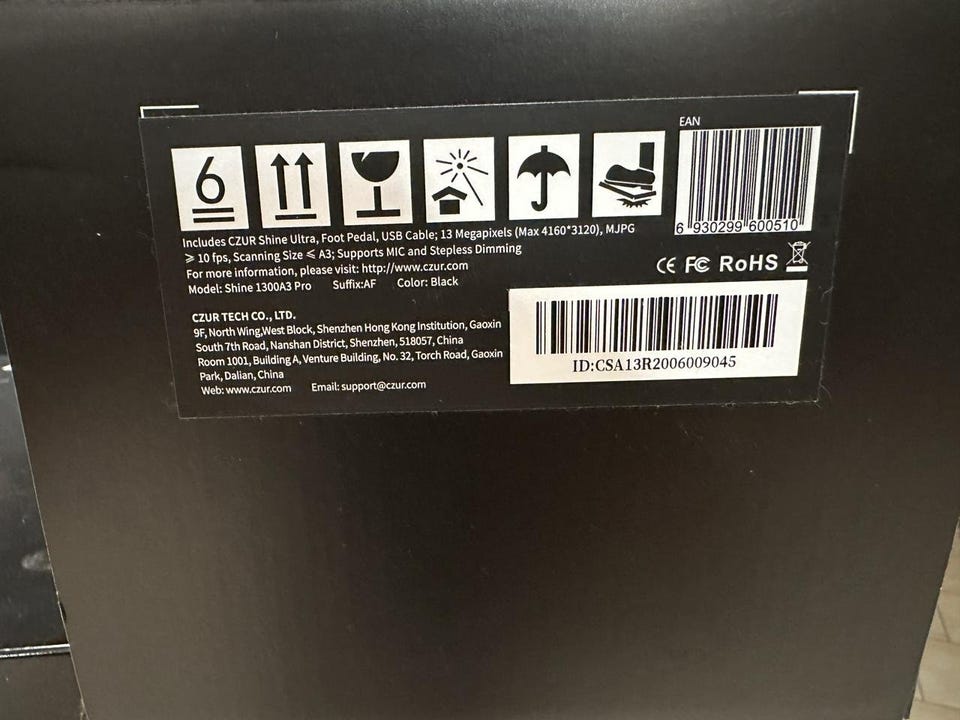 EAN
6
6 930299 600510
Includes CZUR Shine Ultra, Foot Pedal, USB Cable; 13 Megapixels (Max 4160*3120), MJPG
⩾ 10 fps, Scanning Size ⩽ A3; Supports MIC and Stepless Dimming
For more information, please visit: http://www.czur.com
Model: Shine 1300A3 Pro Suffix:AF Color: Black
CE FC RoHS
CZUR TECH CO., LTD.
9F, North Wing,West Block, Shenzhen Hong Kong Institution, Gaoxin
South 7th Road, Nanshan District, Shenzhen, 518057, China
Room 1001, Building A, Venture Building, No. 32, Torch Road, Gaoxin
Park, Dalian, China
Web: www.czur.com Email: support@czur.com
ID:CSA13R2006009045